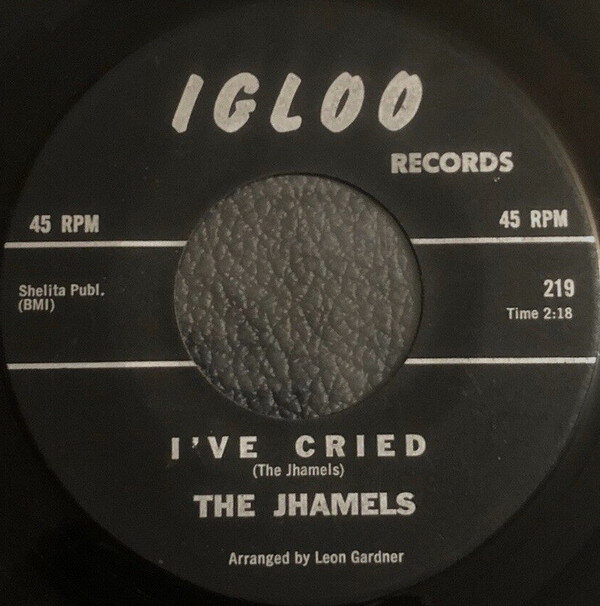 IGLOO
RECORDS
45 RPM
45 RPM
Shelita Publ.
(BMI)
219
Time 2:18
I'VE CRIED
(The Jhamels)
THE JHAMELS
Arranged by Leon Gardner